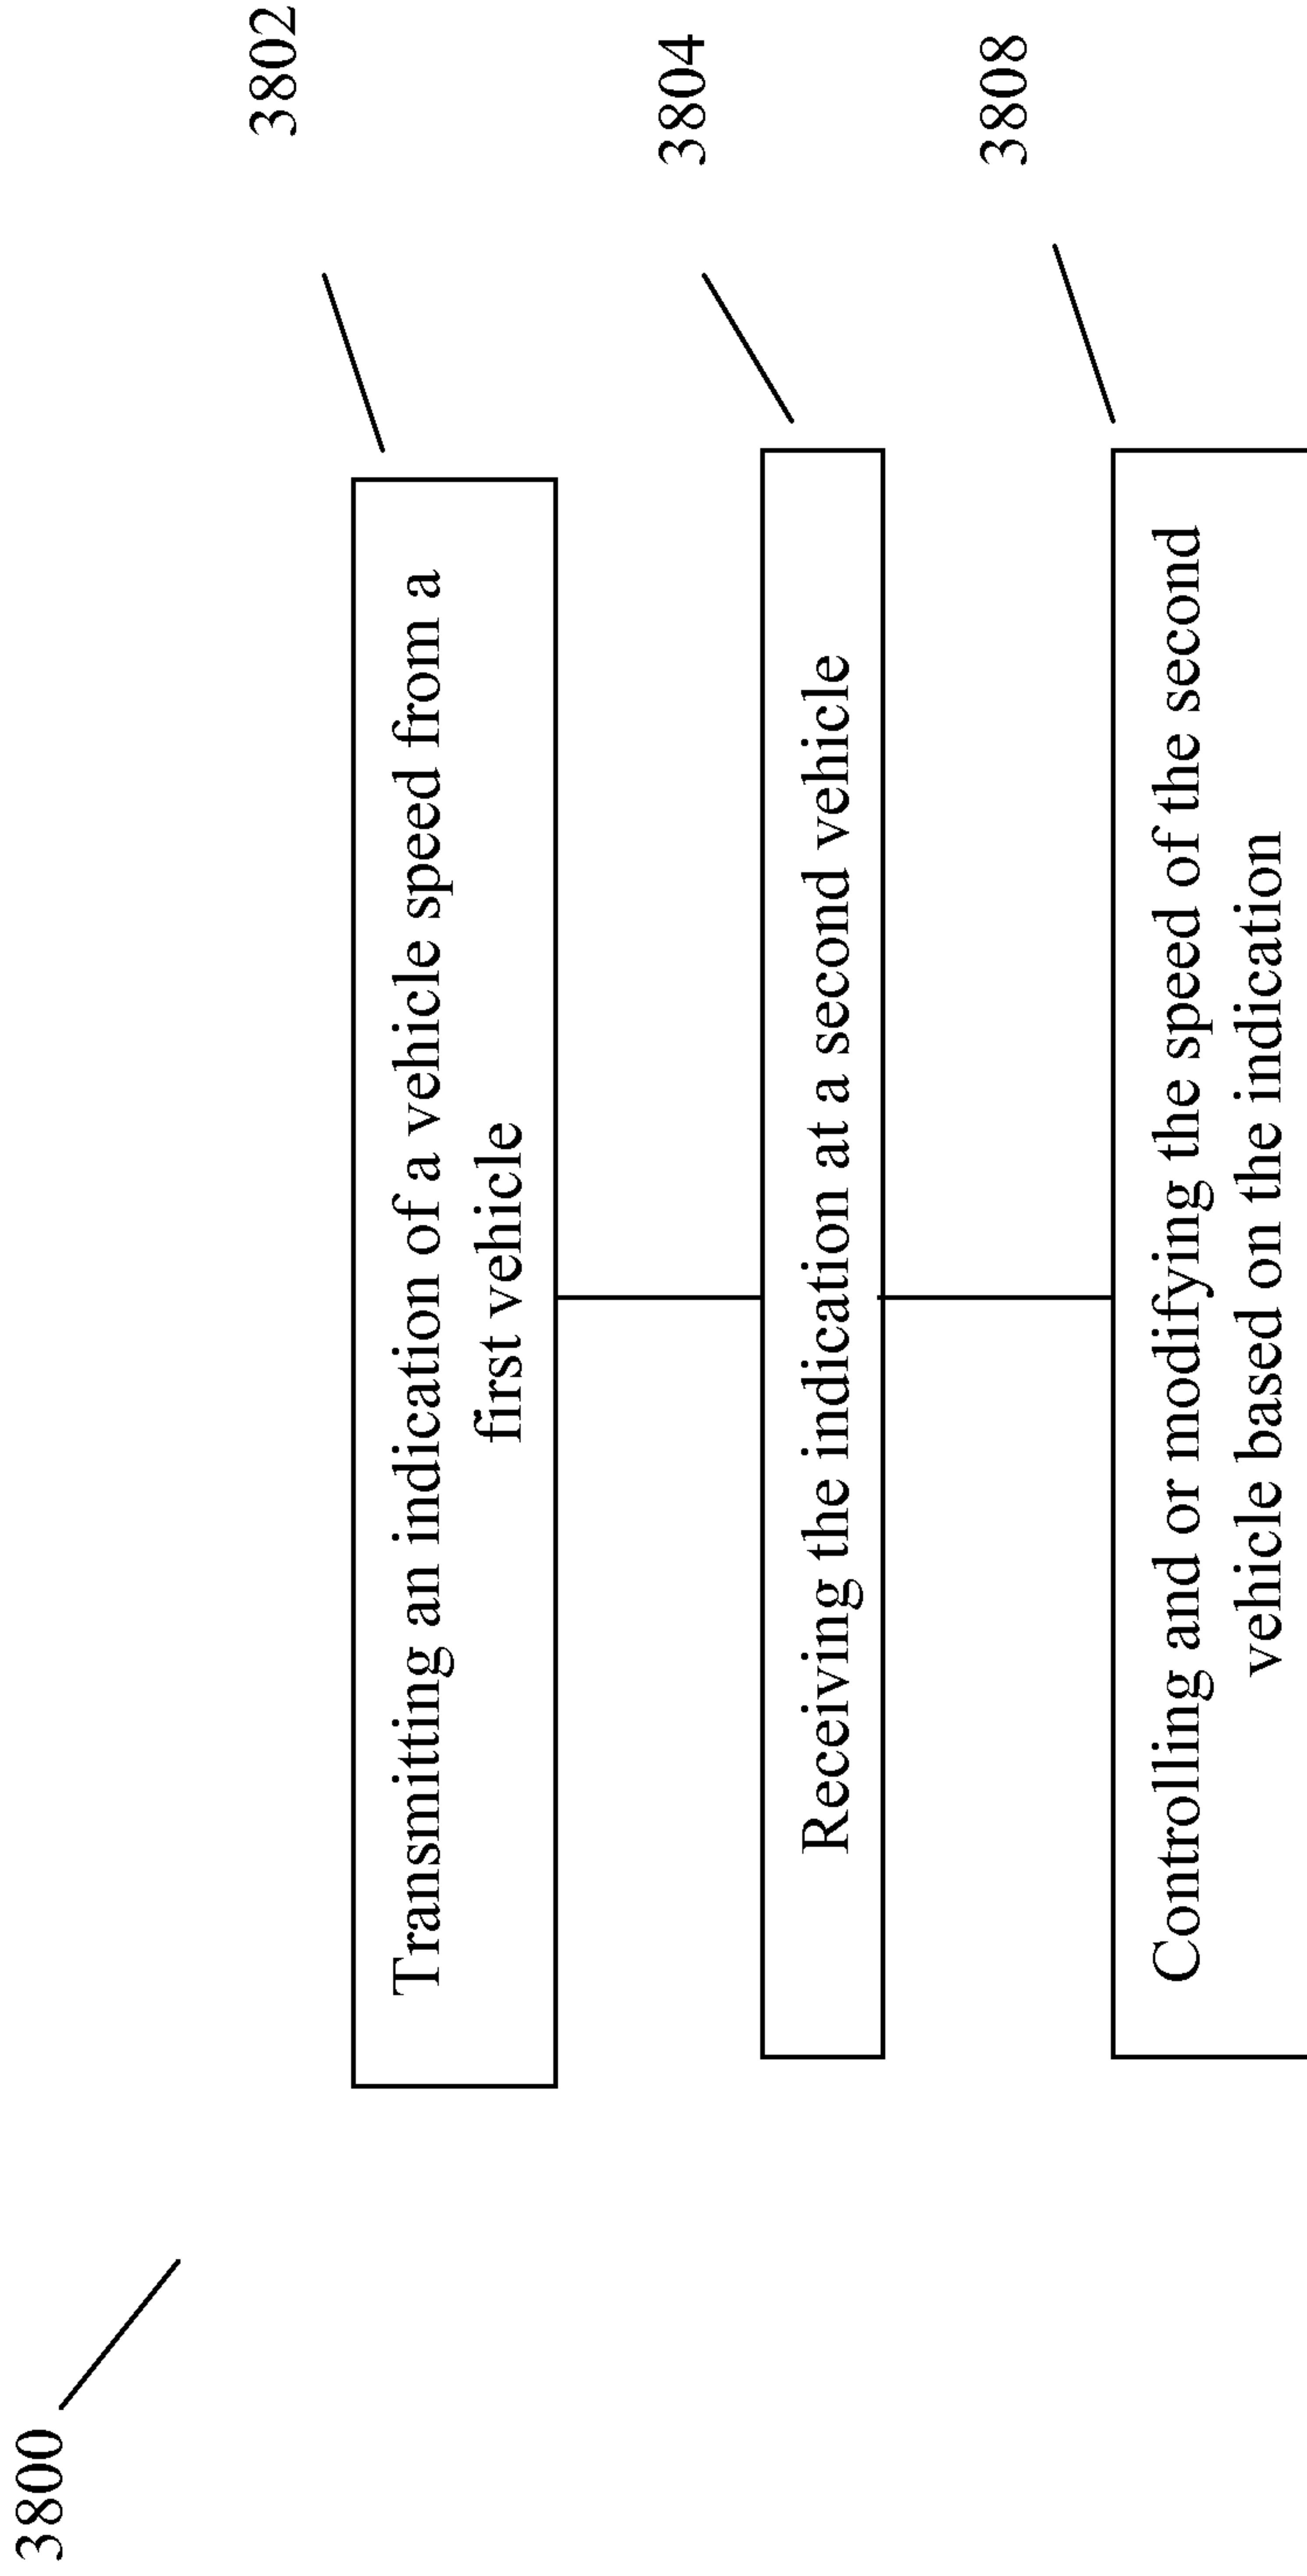 3800
3802
Transmitting an indication of a vehicle speed from a
first vehicle
3804
Receiving the indication at a second vehicle
3808
Controlling and or modifying the speed of the second
vehicle based on the indication